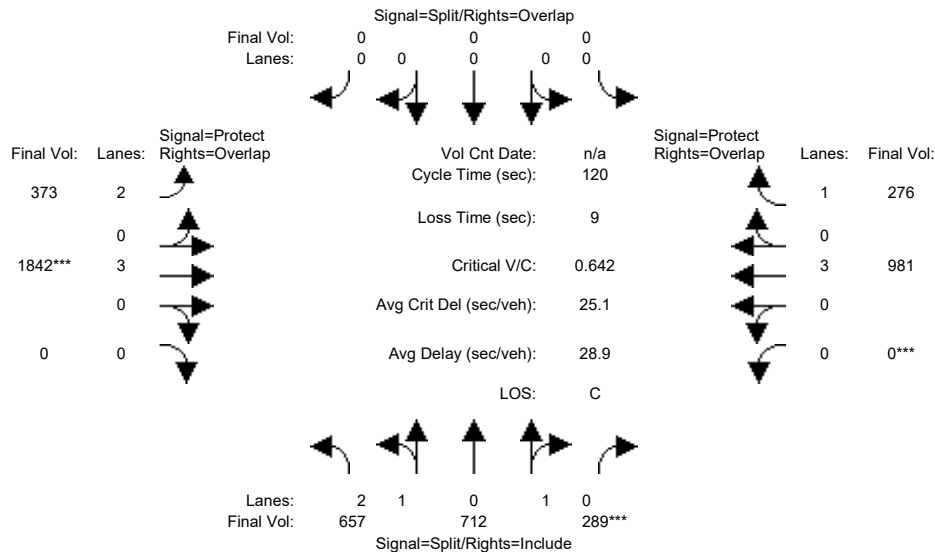 Signal=Split/Rights=Overlap
Final Vol: 0 0 0
Lanes: 0 0 0 0 0
Signal=Protect
Final Vol: Lanes: Rights=Overlap
Vol Cnt Date: n/a
Signal=Protect
Rights=Overlap Lanes: Final Vol:
Cycle Time (sec): 120
373 2
1 276
Loss Time (sec): 9
0
0
1842*** 3
Critical V/C: 0.642
3 981
0
Avg Crit Del (sec/veh): 25.1
0
0 0
Avg Delay (sec/veh): 28.9
0 0***
LOS: C
Lanes: 2 1 0 1 0
Final Vol: 657 712 289***
Signal=Split/Rights=Include